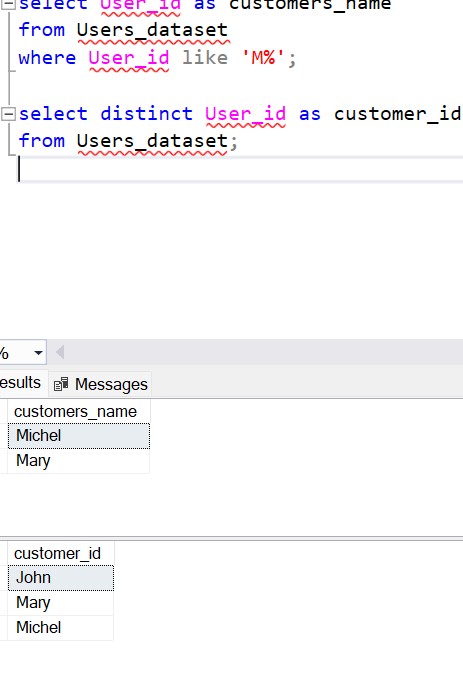 select User_id as customers_name
from Users_dataset
where User_id like 'M%';
select distinct User_id as customer_id
from Users_dataset;
%
esults Messages
customers_name
Michel
Mary
customer_id
John
Mary
Michel